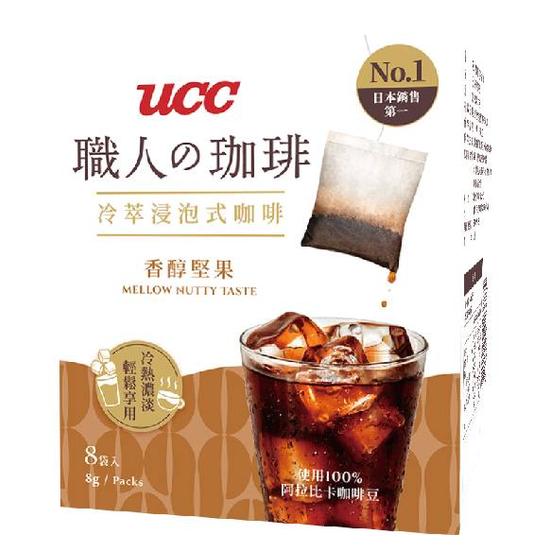 No.1
日本銷售
第一
UCC
職人の珈琲
冷萃浸泡式咖啡
香醇堅果
MELLOW NUTTY TASTE
冷熱濃淡
輕鬆享用
8袋入
8g / Packs
使用100%
阿拉比卡咖啡豆